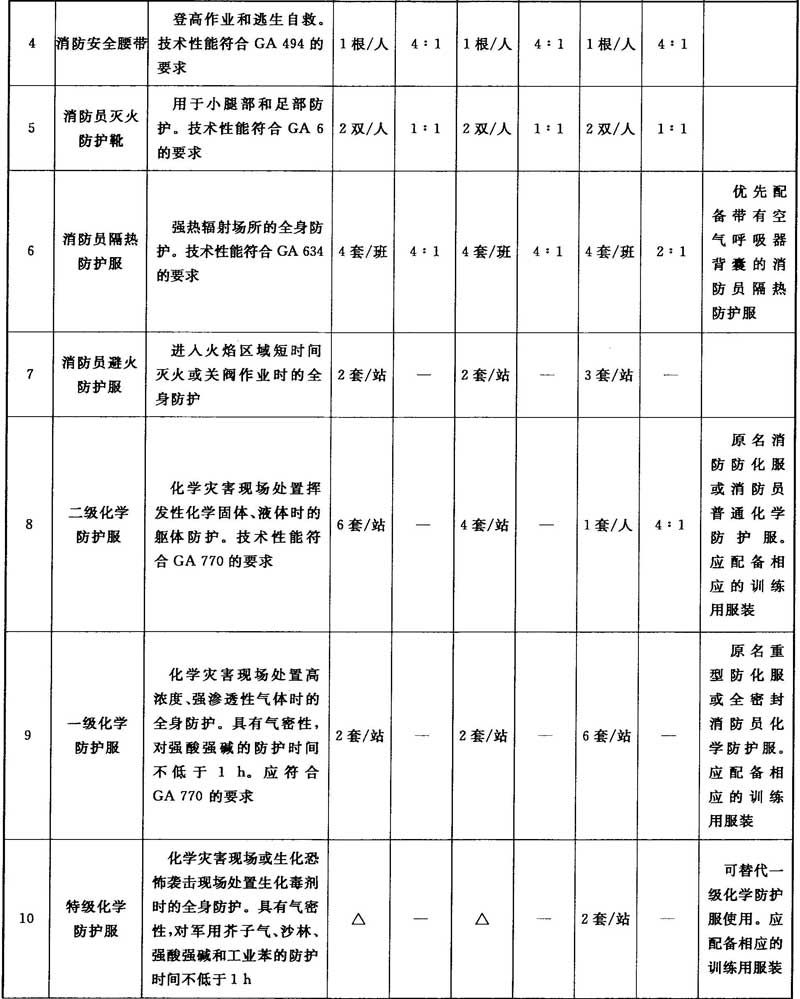 4
消防安全腰带
登高作业和逃生自救。
技术性能符合 GA 494 的
要求
1根/人
4∶1
1根/人
4∶1
1根/人
4∶1
5
消防员灭火
防护靴
用于小腿部和足部防
护。技术性能符合 GA 6
的要求
2双/人
1∶1
2双/人
1∶1
2双/人
1∶1
6
消防员隔热
防护服
强热辐射场所的全身防
护。技术性能符合 GA 634
的要求
4套/班
4∶1
4套/班
4∶1
4套/班
2∶1
优先配
备带有空
气呼吸器
背囊的消
防员隔热
防护服
7
消防员避火
防护服
进入火焰区域短时间
灭火或关阀作业时的全
身防护
2套/站
—
2套/站
—
3套/站
—
8
二级化学
防护服
化学灾害现场处置挥
发性化学固体、液体时的
躯体防护。技术性能符
合 GA 770 的要求
6套/站
—
4套/站
—
1套/人
4∶1
原名消
防防化服
或消防员
普通化学
防护服。
应配备相
应的训练
用服装
9
一级化学
防护服
化学灾害现场处置高
浓度、强渗透性气体时的
全身防护。具有气密性，
对强酸强碱的防护时间
不低于 1 h。应符合
GA 770 的要求
2套/站
—
2套/站
—
6套/站
—
原名重
型防化服
或全密封
消防员化
学防护服。
应配备相
应的训练
用服装
10
特级化学
防护服
化学灾害现场或生化恐
怖袭击现场处置生化毒剂
时的全身防护。具有气密
性，对军用芥子气、沙林、
强酸强碱和工业苯的防护
时间不低于1 h
△
—
△
—
2套/站
—
可替代一
级化学防护
服使用。应
配备相应的
训练用服装